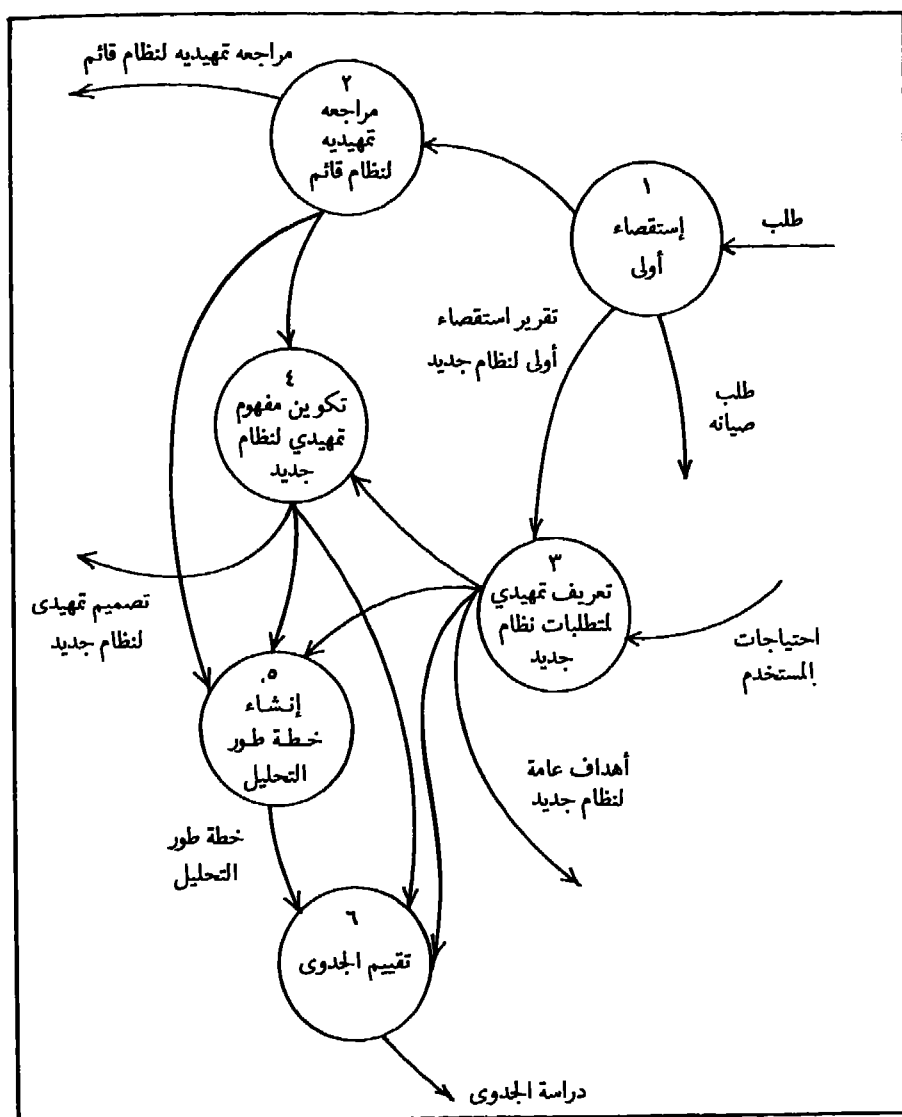 مراجعه تمهيديه لنظام قائم
٢
مراجعه
تمهيديه
لنظام قائم
١
إستقصاء
أولى
طلب
تقرير استقصاء
أولى لنظام جديد
طلب
صيانه
٤
تكوين مفهوم
تمهيدي لنظام
جديد
٣
تعريف تمهيدي
لمتطلبات نظام
جديد
احتياجات
المستخدم
تصميم تمهيدى
لنظام جديد
٥
إنشاء
خطة طور
التحليل
أهداف عامة
لنظام جديد
خطة طور
التحليل
٦
تقييم الجدوى
دراسة الجدوى